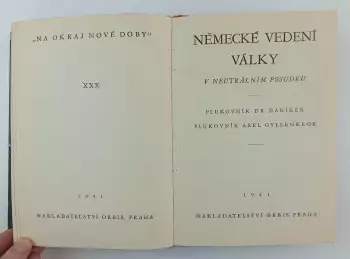 „NA OKRAJ NOVÉ DOBY“
XXX
1941
NAKLADATELSTVÍ ORBIS, PRAHA
NĚMECKÉ VEDENÍ
VÁLKY
V NEUTRÁLNÍM POSUDKU
PLUKOVNÍK DR DÄNIKER
PLUKOVNÍK AXEL GYLLENKROK
1941
NAKLADATELSTVÍ ORBIS, PRAHA